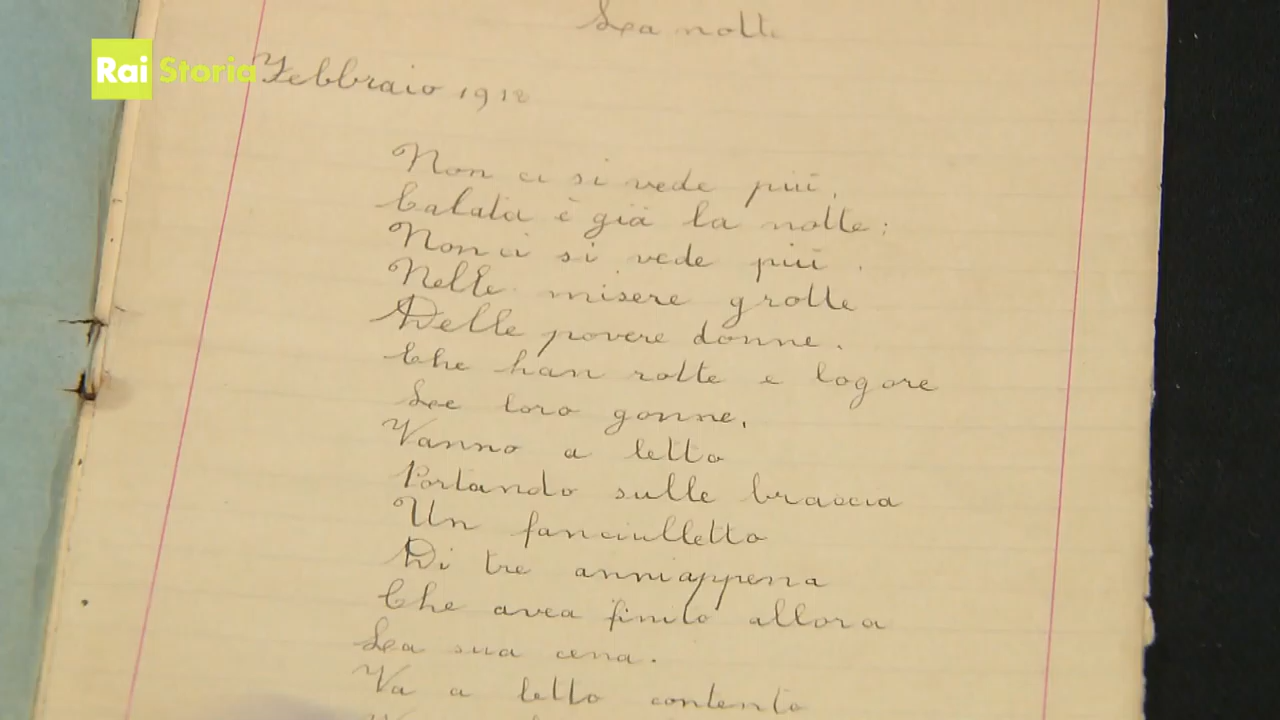 Rai Storia
La notte
Febbraio 1912
Non ci si vede più,
Calata è già la notte;
Non ci si vede più.
Nelle misere grotte
Delle povere donne.
Che han rotte e logore
Le loro gonne,
Vanno a letto
Portando sulle braccia
Un fanciulletto
Di tre anni appena
Che avea finito allora
La sua cena.
Va a letto contento